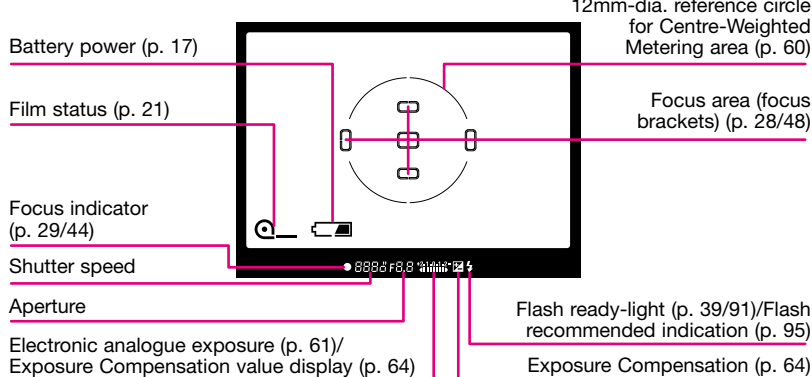 12mm-dia. reference circle
for Centre-Weighted
Metering area (p. 60)
Battery power (p. 17)
Film status (p. 21)
Focus area (focus
brackets) (p. 28/48)
Focus indicator
(p. 29/44)
Shutter speed
Aperture
Electronic analogue exposure (p. 61)/
Exposure Compensation value display (p. 64)
Flash ready-light (p. 39/91)/Flash
recommended indication (p. 95)
Exposure Compensation (p. 64)
F8.8